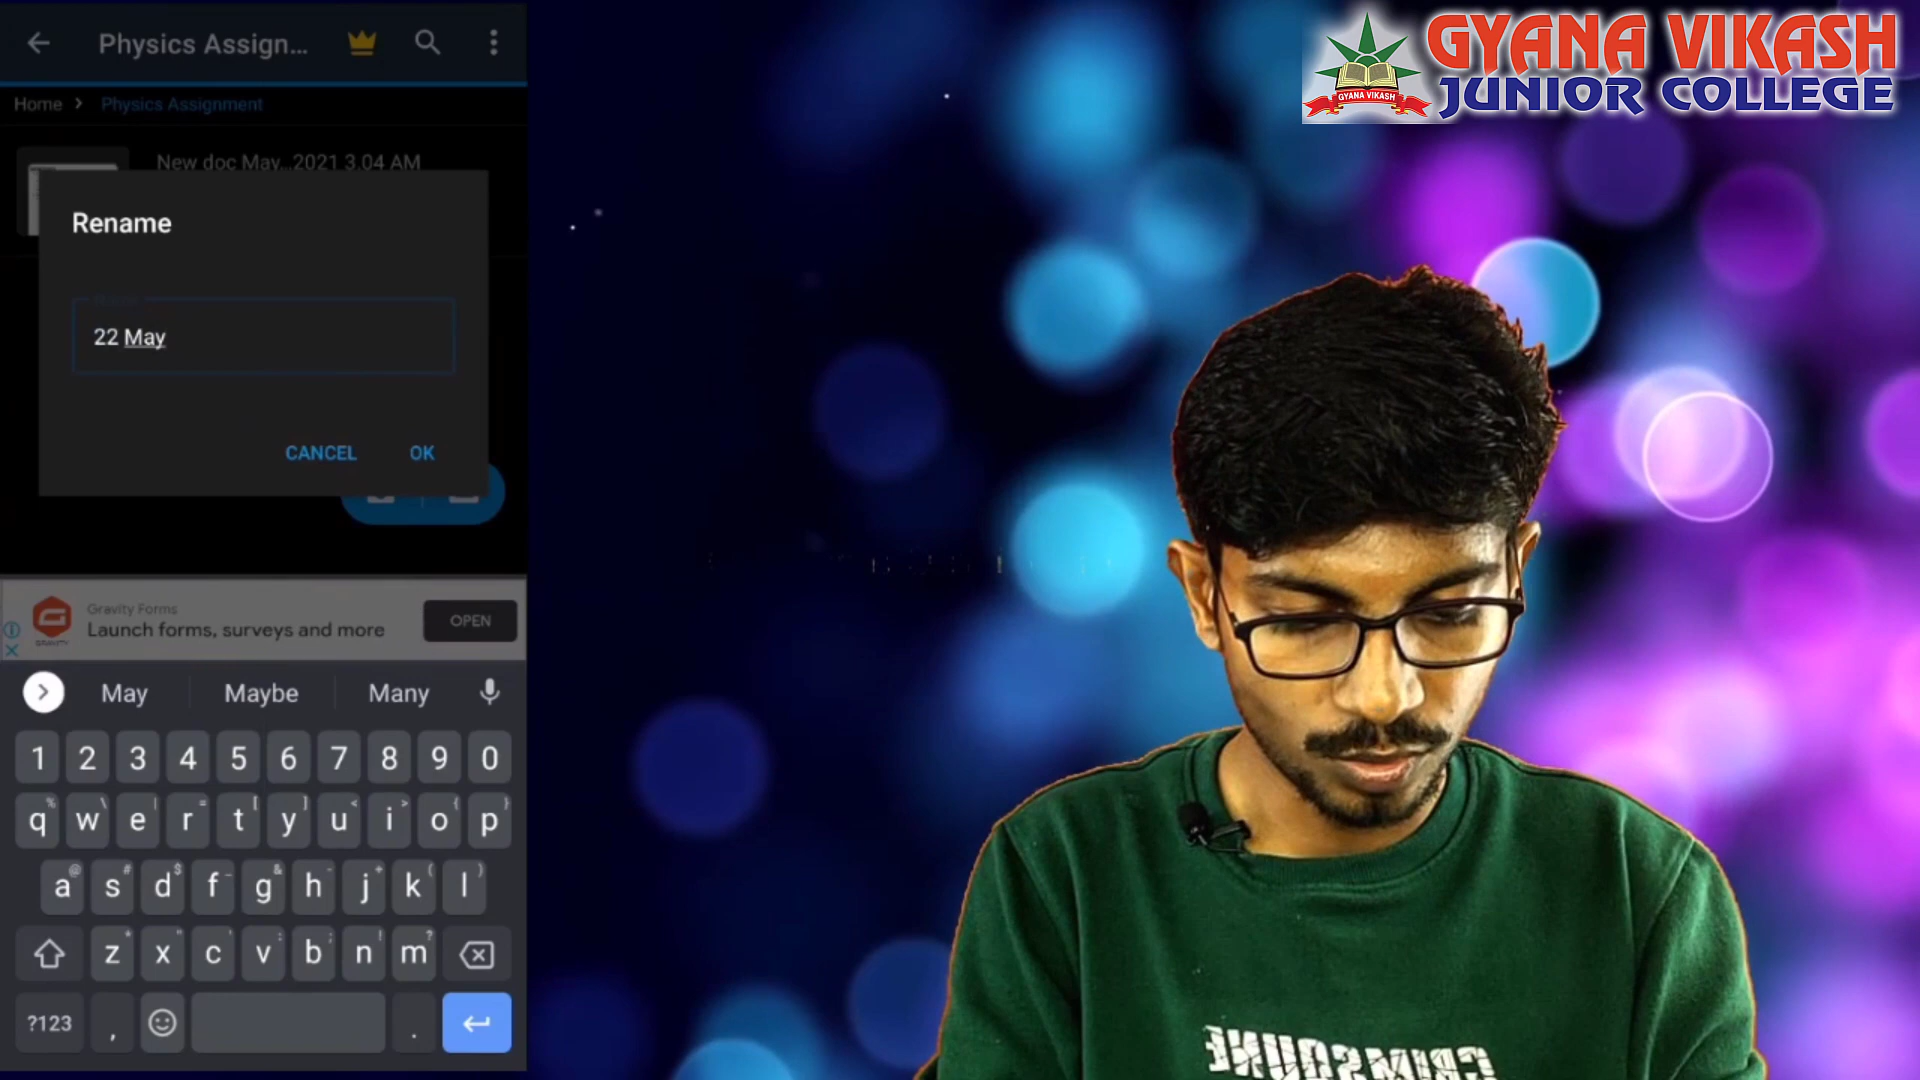 Physics Assign...
Home > Physics Assignment
New doc May...2021 3.04 AM
Rename
22 May
CANCEL OK
Gravity Forms
Launch forms, surveys and more
OPEN
May Maybe Many
1 2 3 4 5 6 7 8 9 0
q w e r t y u i o p
a s d f g h j k l
z x c v b n m
?123 , .
GYANA VIKASH
JUNIOR COLLEGE
GYANA VIKASH
CRIMSOUNE